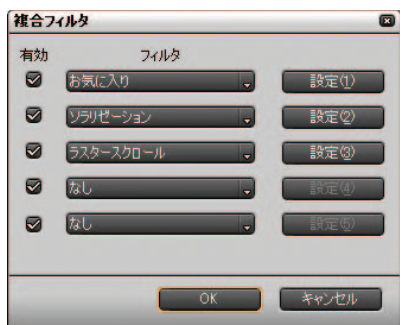 複合フィルタ
有効 フィルタ
お気に入り 設定(1)
ソラリゼーション 設定(2)
ラスタースクロール 設定(3)
なし 設定(4)
なし 設定(5)
OK キャンセル